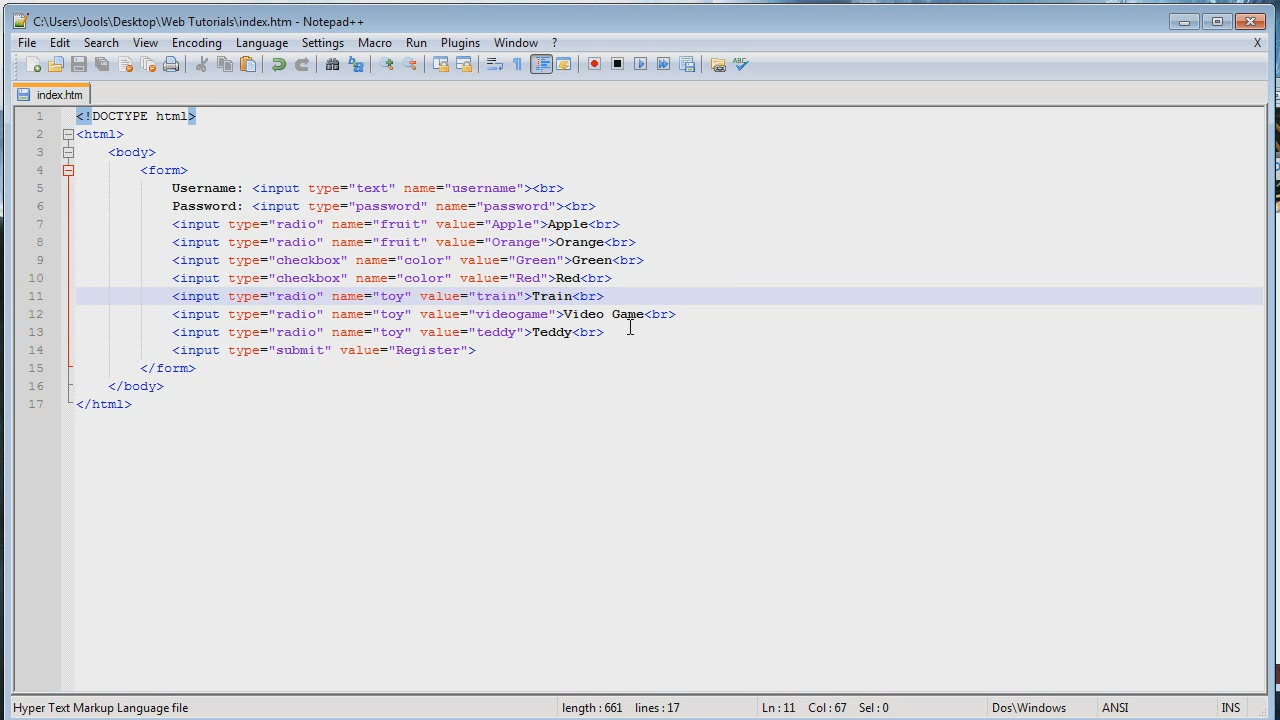 C:\Users\Jools\Desktop\Web Tutorials\index.htm - Notepad++
File Edit Search View Encoding Language Settings Macro Run Plugins Window ? X
index.htm
1 <!DOCTYPE html>
2 <html>
3 <body>
4 <form>
5 Username: <input type="text" name="username"><br>
6 Password: <input type="password" name="password"><br>
7 <input type="radio" name="fruit" value="Apple">Apple<br>
8 <input type="radio" name="fruit" value="Orange">Orange<br>
9 <input type="checkbox" name="color" value="Green">Green<br>
10 <input type="checkbox" name="color" value="Red">Red<br>
11 <input type="radio" name="toy" value="train">Train<br>
12 <input type="radio" name="toy" value="videogame">Video Game<br>
13 <input type="radio" name="toy" value="teddy">Teddy<br>
14 <input type="submit" value="Register">
15 </form>
16 </body>
17 </html>
Hyper Text Markup Language file length : 661 lines : 17 Ln : 11 Col : 67 Sel : 0 Dos\Windows ANSI INS